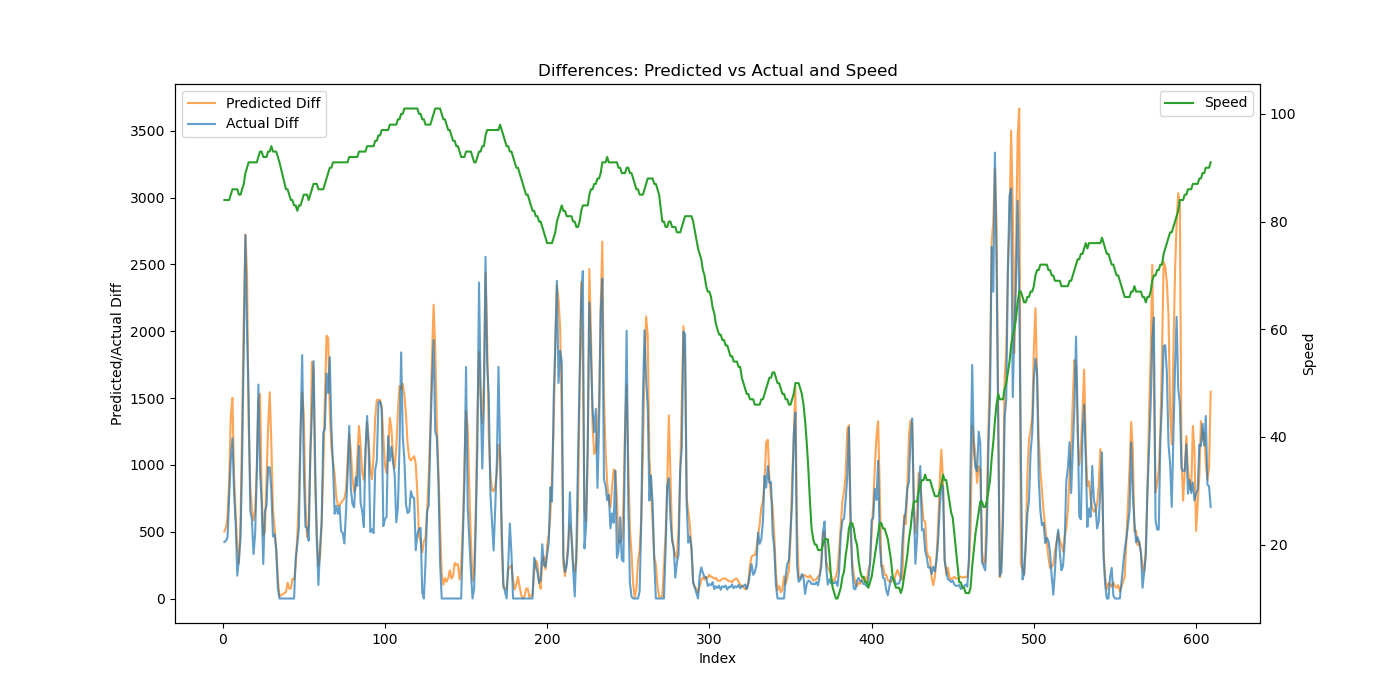 Differences: Predicted vs Actual and Speed
Predicted Diff
Actual Diff
Speed
3500
3000
2500
2000
1500
1000
500
0
Predicted/Actual Diff
100
80
60
40
20
Speed
0 100 200 300 400 500 600
Index